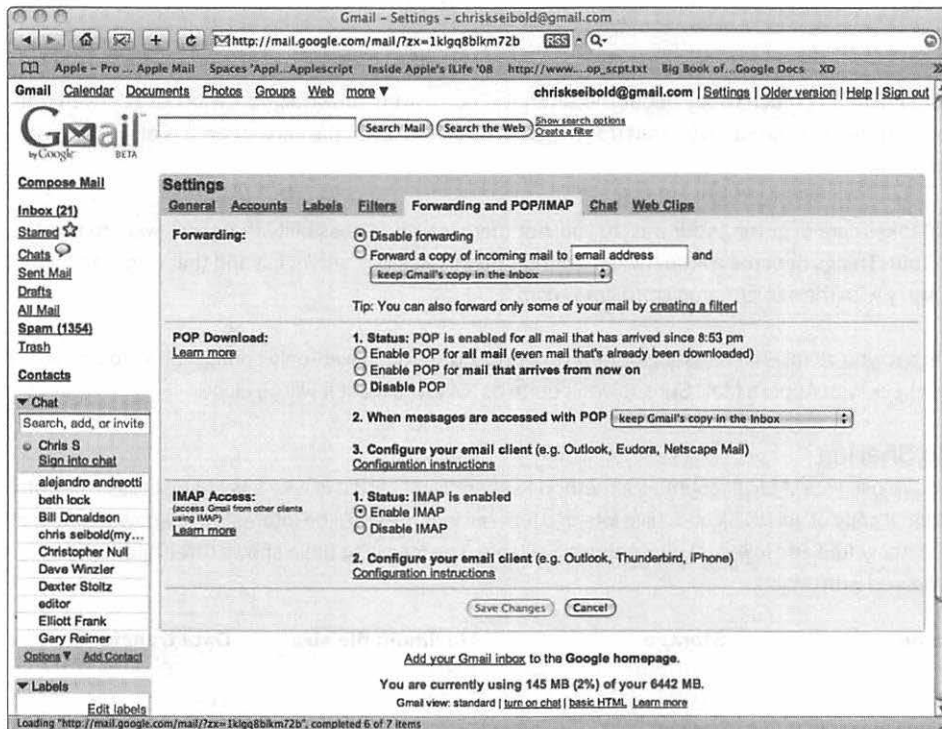 Gmail – Settings – chriskseibold@gmail.com
http://mail.google.com/mail/?zx=1klgq8blkm72b RSS Q-
Apple – Pro ... Apple Mail Spaces 'Appl...Applescript Inside Apple's iLife '08 http://www....op_scpt.txt Big Book of...Google Docs XD
Gmail Calendar Documents Photos Groups Web more ▼ chriskseibold@gmail.com | Settings | Older version | Help | Sign out
Gmail by Google BETA
Search Mail Search the Web Show search options
Create a filter
Compose Mail
Inbox (21)
Starred
Chats
Sent Mail
Drafts
All Mail
Spam (1354)
Trash
Contacts
Chat
Search, add, or invite
Chris S
Sign into chat
alejandro andreotti
bath lock
Bill Donaldson
chris seibold(my...
Christopher Null
Dave Winzler
Dexter Stoltz
editor
Elliott Frank
Gary Reimer
Options ▼ Add Contact
Labels
Edit labels
Settings
General Accounts Labels Filters Forwarding and POP/IMAP Chat Web Clips
Forwarding:
Disable forwarding
Forward a copy of incoming mail to email address and
keep Gmail's copy in the Inbox
Tip: You can also forward only some of your mail by creating a filter!
POP Download:
Learn more
1. Status: POP is enabled for all mail that has arrived since 8:53 pm
Enable POP for all mail (even mail that's already been downloaded)
Enable POP for mail that arrives from now on
Disable POP
2. When messages are accessed with POP keep Gmail's copy in the Inbox
3. Configure your email client (e.g. Outlook, Eudora, Netscape Mail)
Configuration instructions
IMAP Access:
(access Gmail from other clients
using IMAP)
Learn more
1. Status: IMAP is enabled
Enable IMAP
Disable IMAP
2. Configure your email client (e.g. Outlook, Thunderbird, iPhone)
Configuration instructions
Save Changes Cancel
Add your Gmail inbox to the Google homepage.
You are currently using 145 MB (2%) of your 6442 MB.
Gmail view: standard | turn on chat | basic HTML Learn more
Loading "http://mail.google.com/mail/?zx=1klgq8blkm72b", completed 6 of 7 items